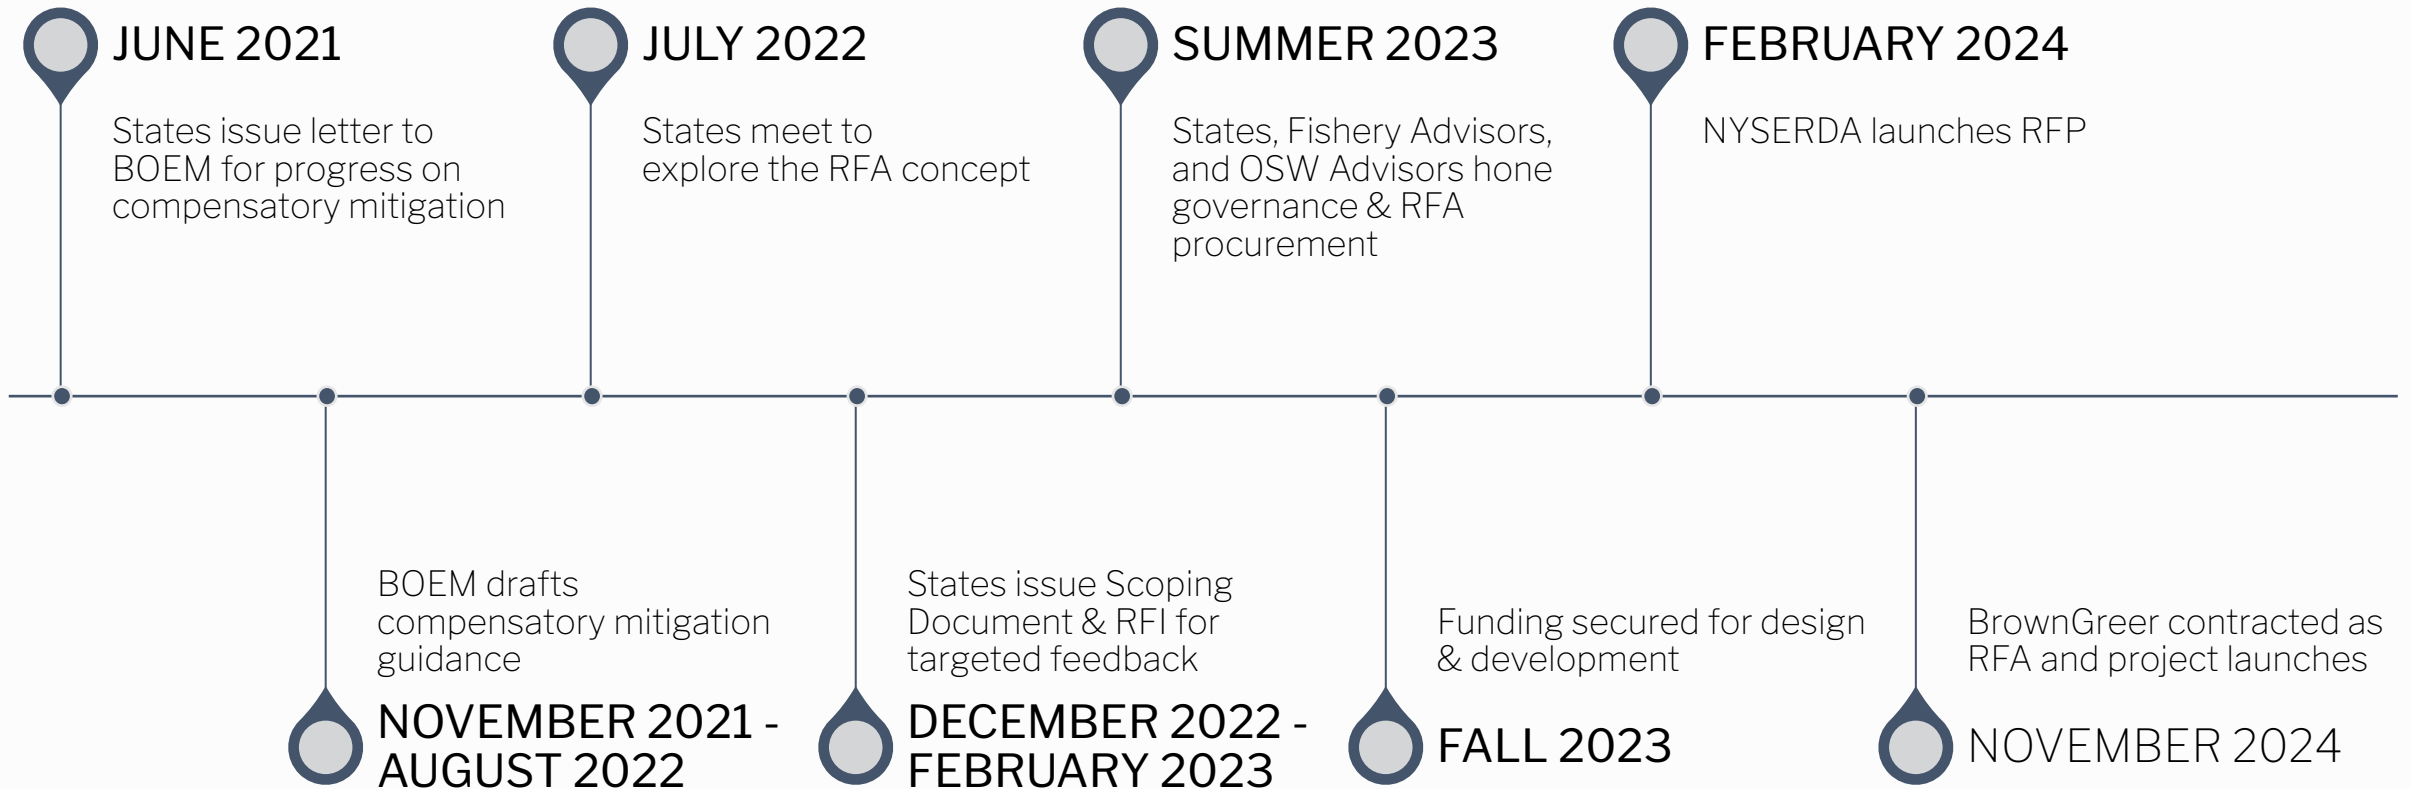 JUNE 2021
States issue letter to
BOEM for progress on
compensatory mitigation
BOEM drafts
compensatory mitigation
guidance
NOVEMBER 2021 -
AUGUST 2022
JULY 2022
States meet to
explore the RFA concept
States issue Scoping
Document & RFI for
targeted feedback
DECEMBER 2022 -
FEBRUARY 2023
SUMMER 2023
States, Fishery Advisors,
and OSW Advisors hone
governance & RFA
procurement
Funding secured for design
& development
FALL 2023
FEBRUARY 2024
NYSERDA launches RFP
BrownGreer contracted as
RFA and project launches
NOVEMBER 2024